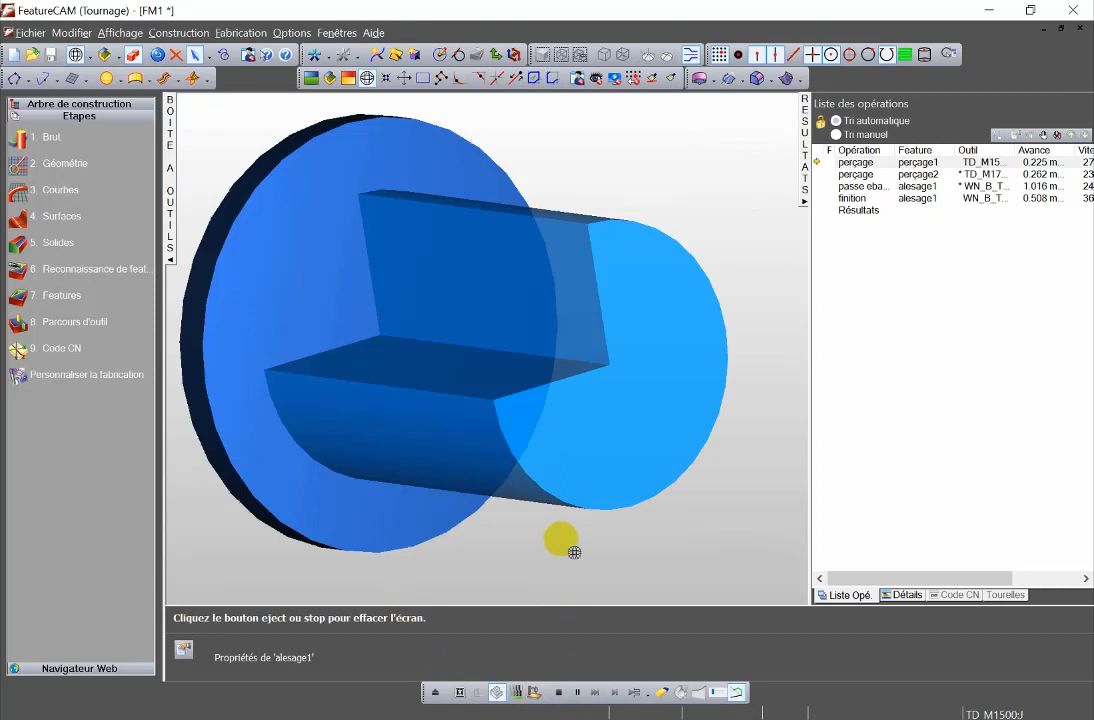 FeatureCAM (Tournage) - [FM1 *]
Fichier Modifier Affichage Construction Fabrication Options Fenêtres Aide
Arbre de construction
Etapes
1. Brut
2. Géométrie
3. Courbes
4. Surfaces
5. Solides
6. Reconnaissance de feat...
7. Features
8. Parcours d'outil
9. Code CN
Personnaliser la fabrication
Navigateur Web
BOITE A OUTILS
RESULTATS
Liste des opérations
Tri automatique
Tri manuel
F Opération Feature Outil Avance Vite
perçage perçage1 TD_M15... 0.225 m... 27
perçage perçage2 * TD_M17... 0.262 m... 23
passe eba... alesage1 * WN_B_T... 1.016 m... 24
finition alesage1 WN_B_T... 0.508 m... 36
Résultats
Liste Opé. Détails Code CN Tourelles
Cliquez le bouton eject ou stop pour effacer l'écran.
Propriétés de 'alesage1'
TD_M1500:J